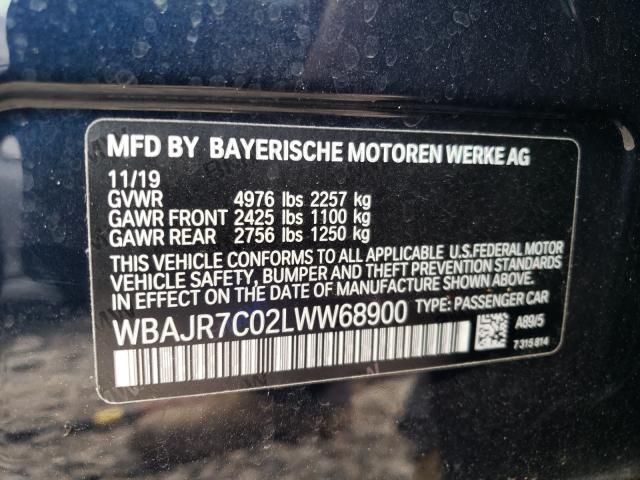 MFD BY BAYERISCHE MOTOREN WERKE AG
11/19
GVWR 4976 lbs 2257 kg
GAWR FRONT 2425 lbs 1100 kg
GAWR REAR 2756 lbs 1250 kg
THIS VEHICLE CONFORMS TO ALL APPLICABLE U.S.FEDERAL MOTOR
VEHICLE SAFETY, BUMPER AND THEFT PREVENTION STANDARDS
IN EFFECT ON THE DATE OF MANUFACTURE SHOWN ABOVE.
WBAJR7C02LWW68900 TYPE: PASSENGER CAR
A89/5
7315814